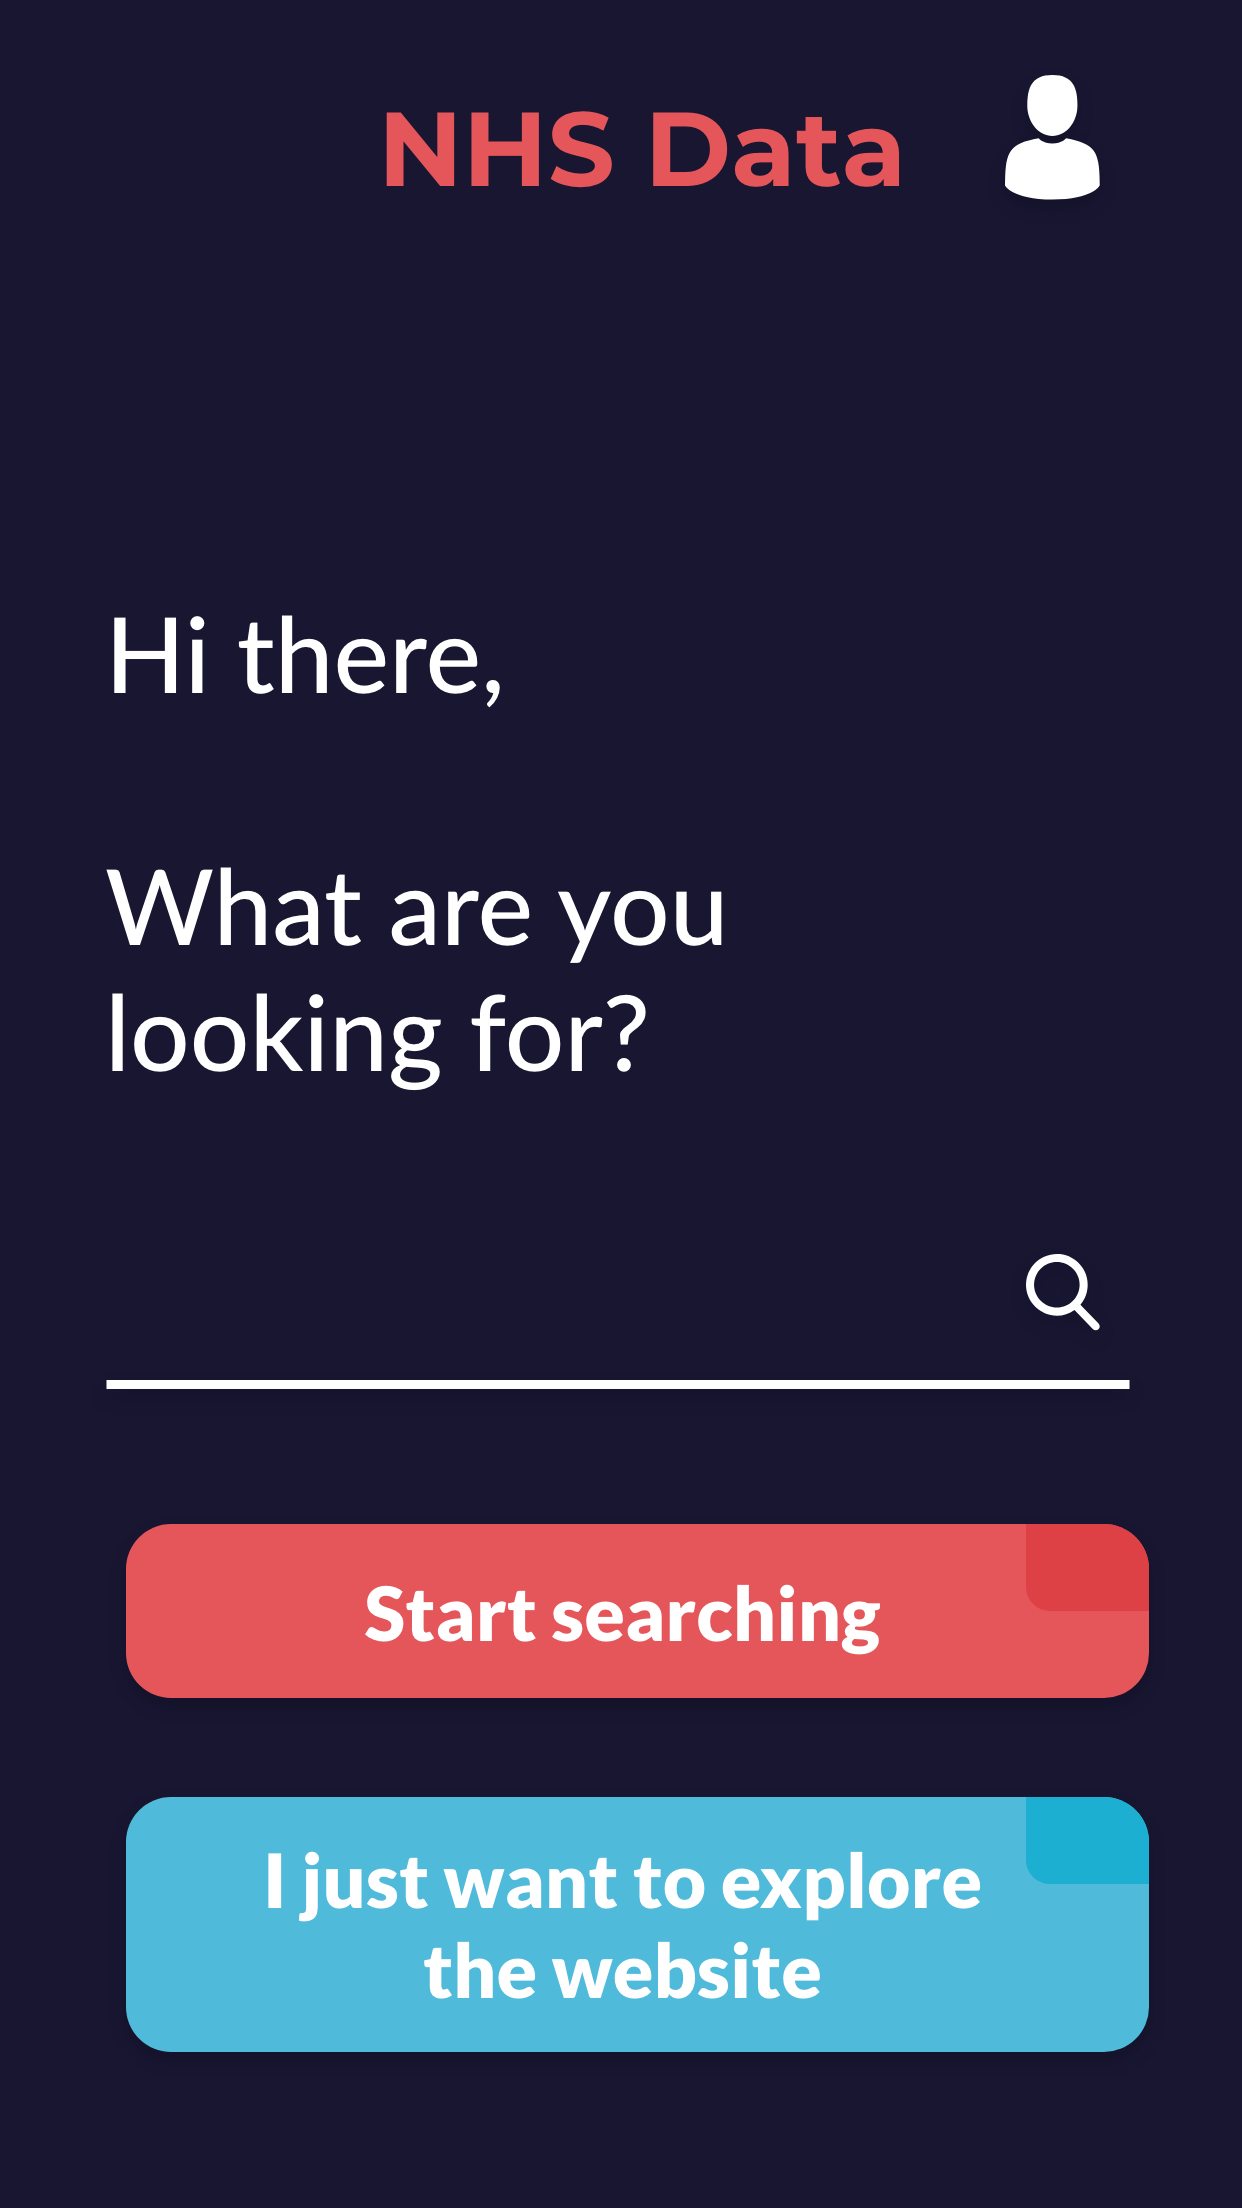 NHS Data
Hi there,
What are you
looking for?
Start searching
I just want to explore
the website